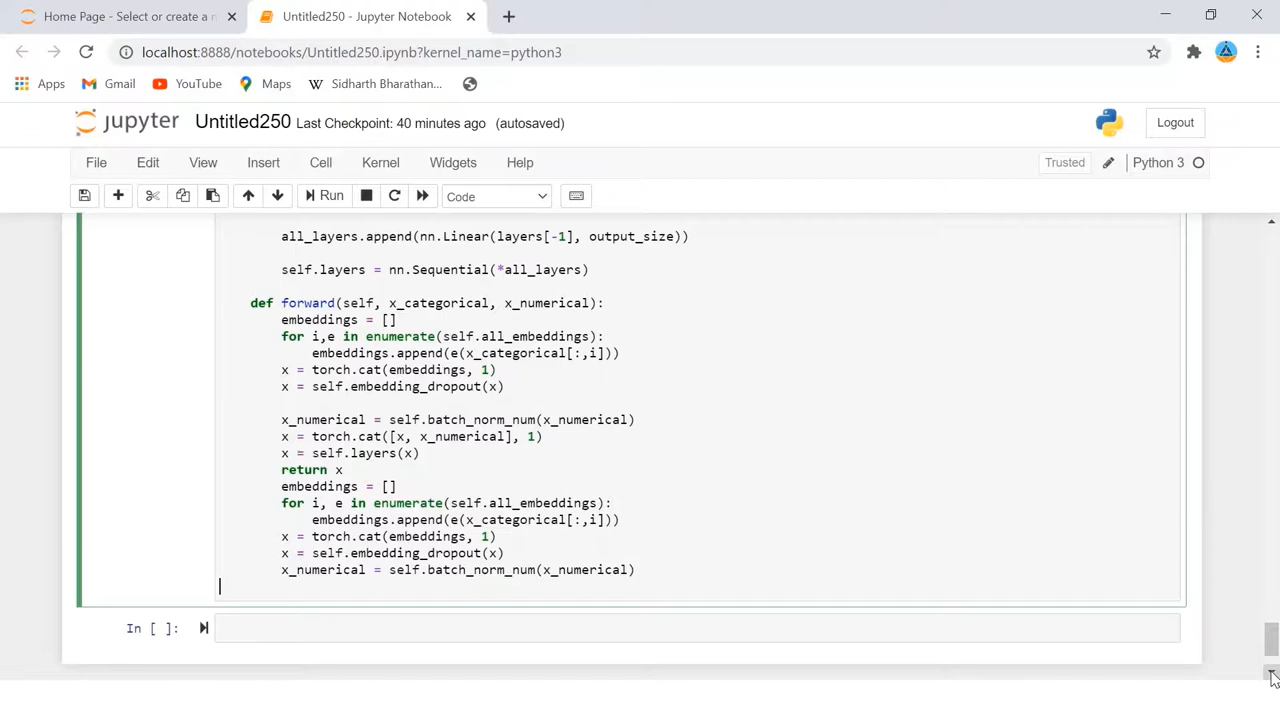 Home Page - Select or create a n
Untitled250 - Jupyter Notebook
localhost:8888/notebooks/Untitled250.ipynb?kernel_name=python3
Apps Gmail YouTube Maps W Sidharth Bharathan...
jupyter Untitled250 Last Checkpoint: 40 minutes ago (autosaved)
Logout
File Edit View Insert Cell Kernel Widgets Help
Trusted Python 3
Run Code
all_layers.append(nn.Linear(layers[-1], output_size))
self.layers = nn.Sequential(*all_layers)
def forward(self, x_categorical, x_numerical):
embeddings = []
for i,e in enumerate(self.all_embeddings):
embeddings.append(e(x_categorical[:,i]))
x = torch.cat(embeddings, 1)
x = self.embedding_dropout(x)
x_numerical = self.batch_norm_num(x_numerical)
x = torch.cat([x, x_numerical], 1)
x = self.layers(x)
return x
embeddings = []
for i, e in enumerate(self.all_embeddings):
embeddings.append(e(x_categorical[:,i]))
x = torch.cat(embeddings, 1)
x = self.embedding_dropout(x)
x_numerical = self.batch_norm_num(x_numerical)
In [ ]: